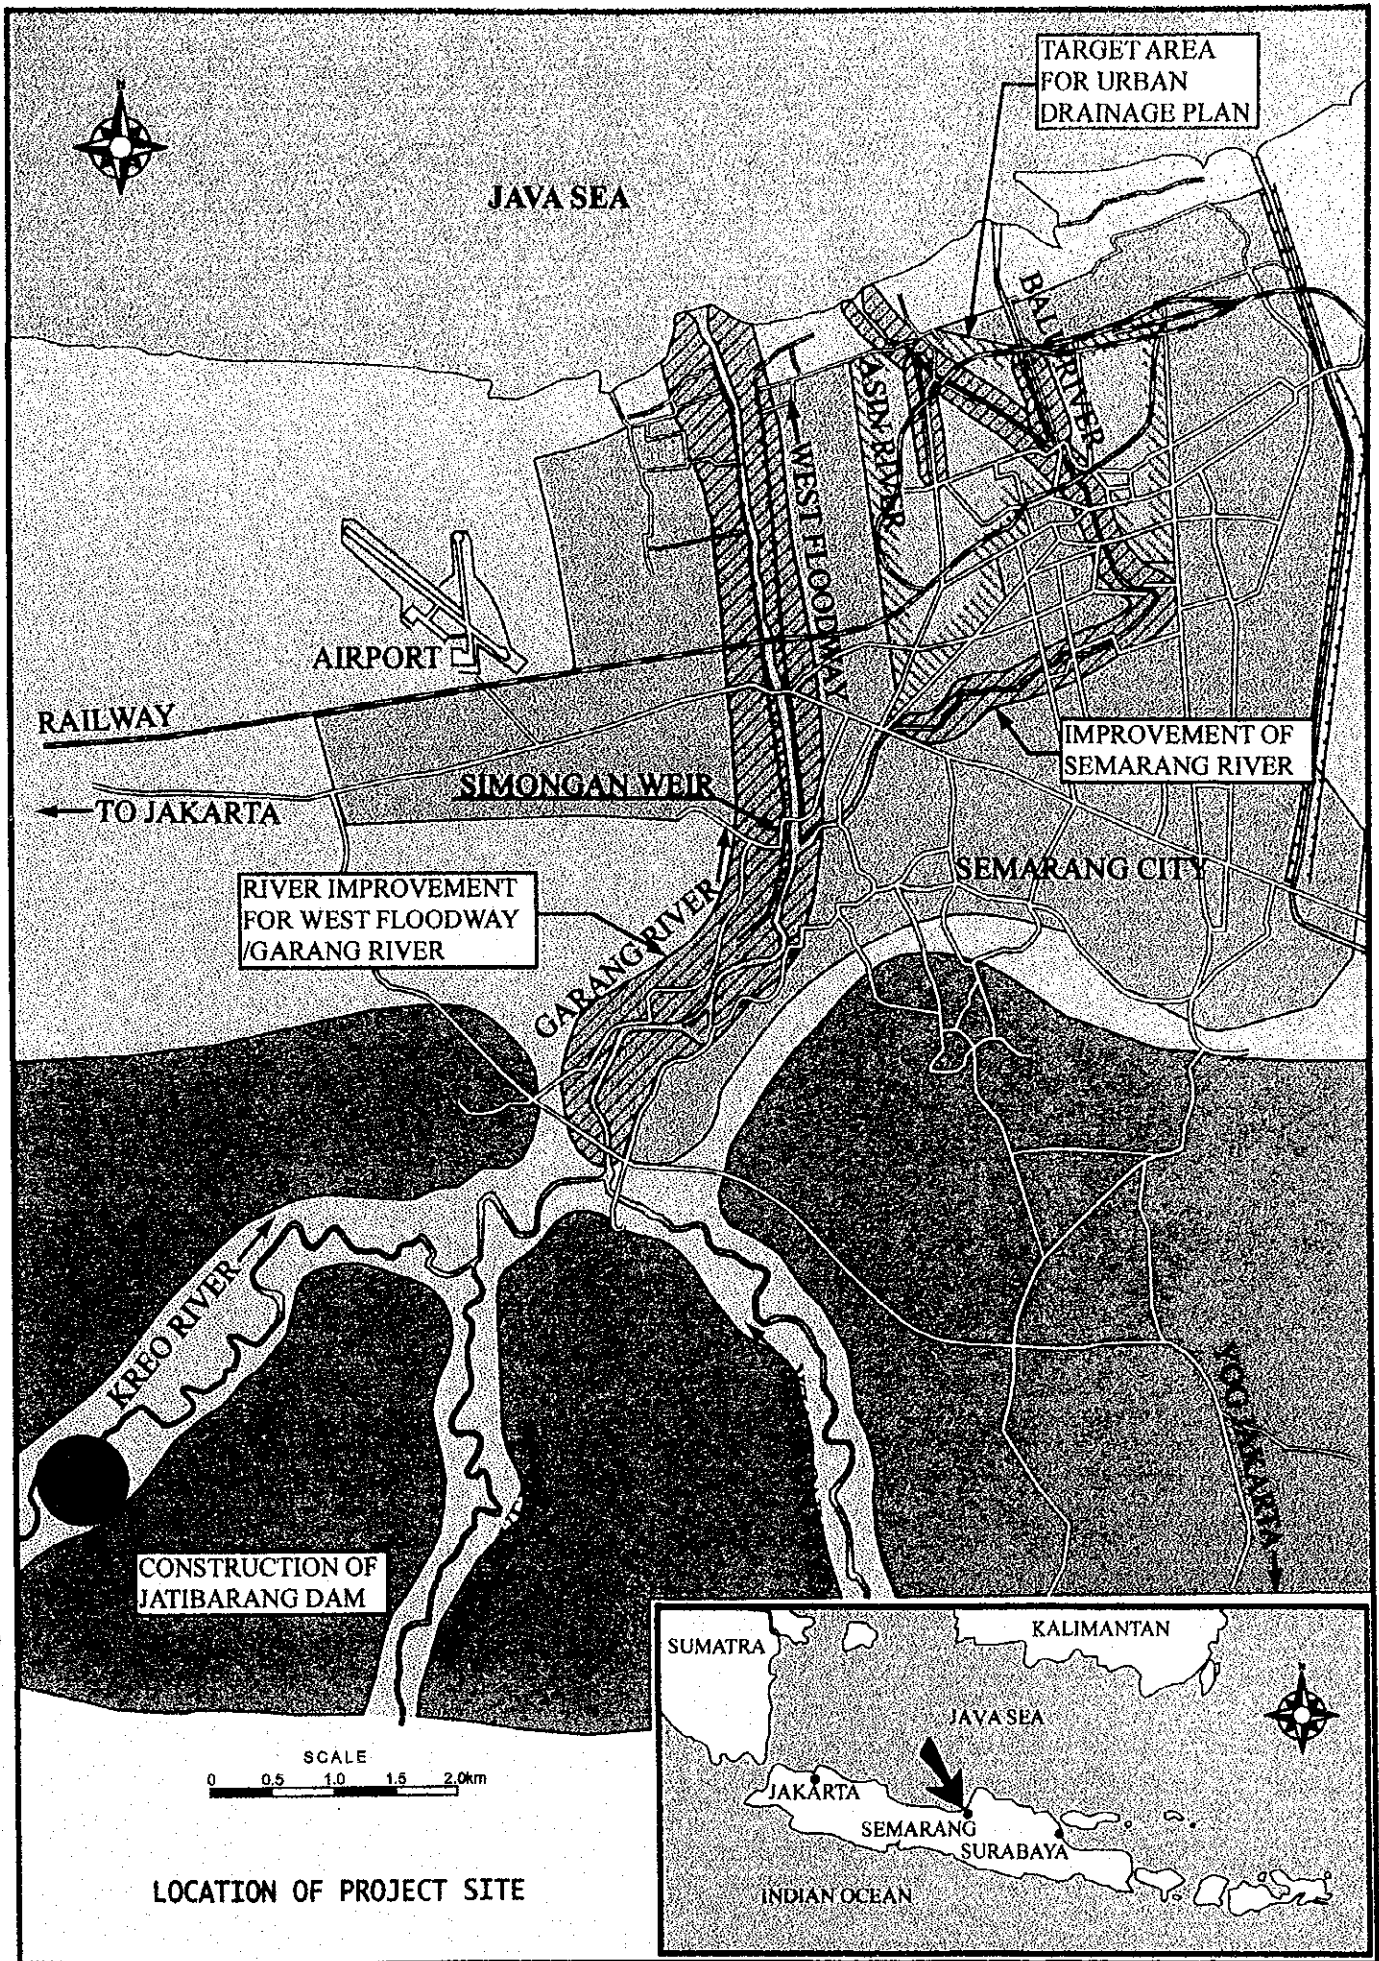 TARGET AREA
FOR URBAN
DRAINAGE PLAN
N
JAVA SEA
BALU RIVER
ASIN RIVER
WEST FLOODWAY
AIRPORT
RAILWAY
IMPROVEMENT OF
SEMARANG RIVER
SIMONGAN WEIR
TO JAKARTA
SEMARANG CITY
RIVER IMPROVEMENT
FOR WEST FLOODWAY
/GARANG RIVER
GARANG RIVER
KREO RIVER
CONSTRUCTION OF
JATIBARANG DAM
SCALE
0 0.5 1.0 1.5 2.0km
LOCATION OF PROJECT SITE
SUMATRA
KALIMANTAN
JAVA SEA
JAKARTA
SEMARANG
SURABAYA
INDIAN OCEAN